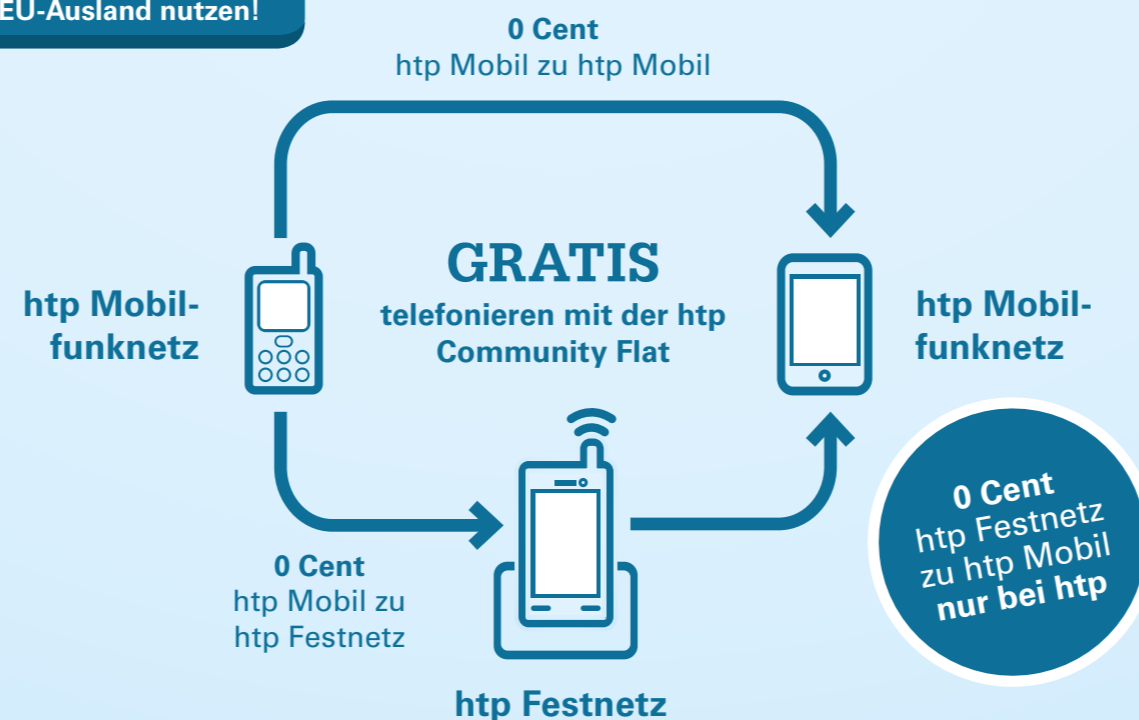 EU-Ausland nutzen!
0 Cent
htp Mobil zu htp Mobil
GRATIS
telefonieren mit der htp
Community Flat
htp Mobil-
funknetz
htp Mobil-
funknetz
0 Cent
htp Festnetz
zu htp Mobil
nur bei htp
0 Cent
htp Mobil zu
htp Festnetz
htp Festnetz